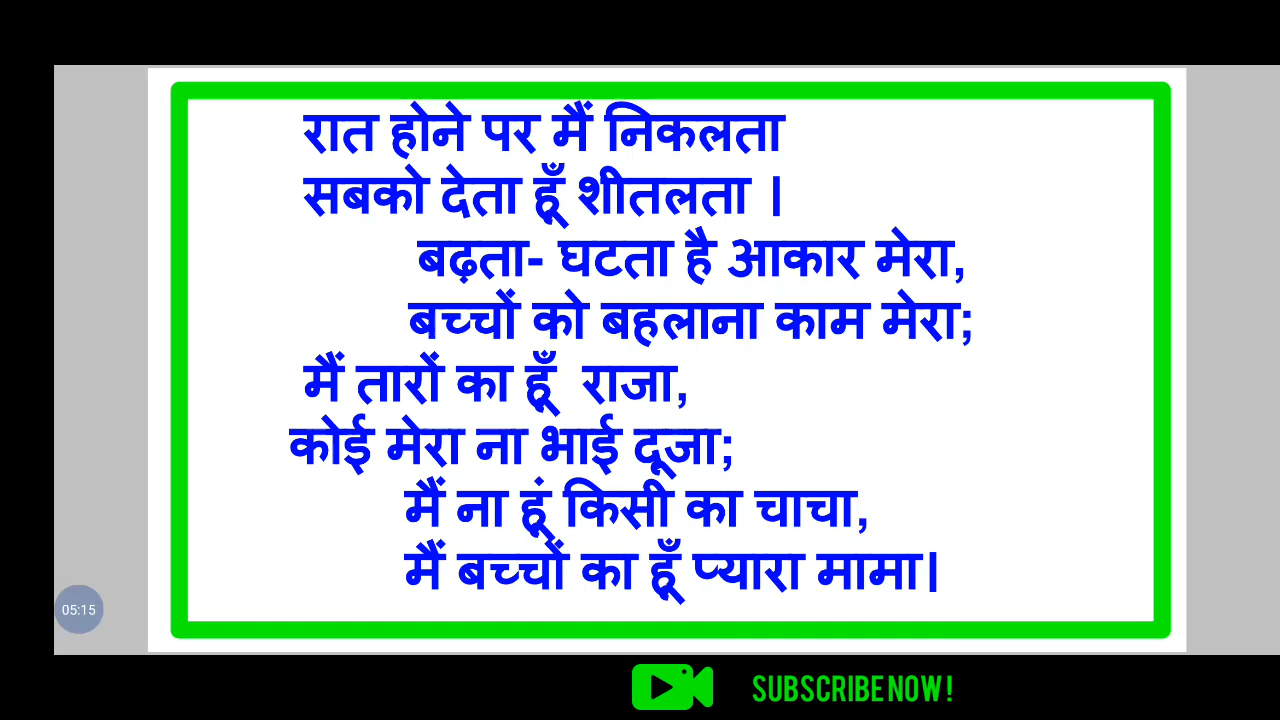 रात होने पर मैं निकलता
सबको देता हूँ शीतलता |
बढ़ता- घटता है आकार मेरा,
बच्चों को बहलाना काम मेरा;
मैं तारों का हूँ राजा,
कोई मेरा ना भाई दूजा;
मैं ना हूं किसी का चाचा,
मैं बच्चों का हूँ प्यारा मामा|
05:15
SUBSCRIBE NOW!